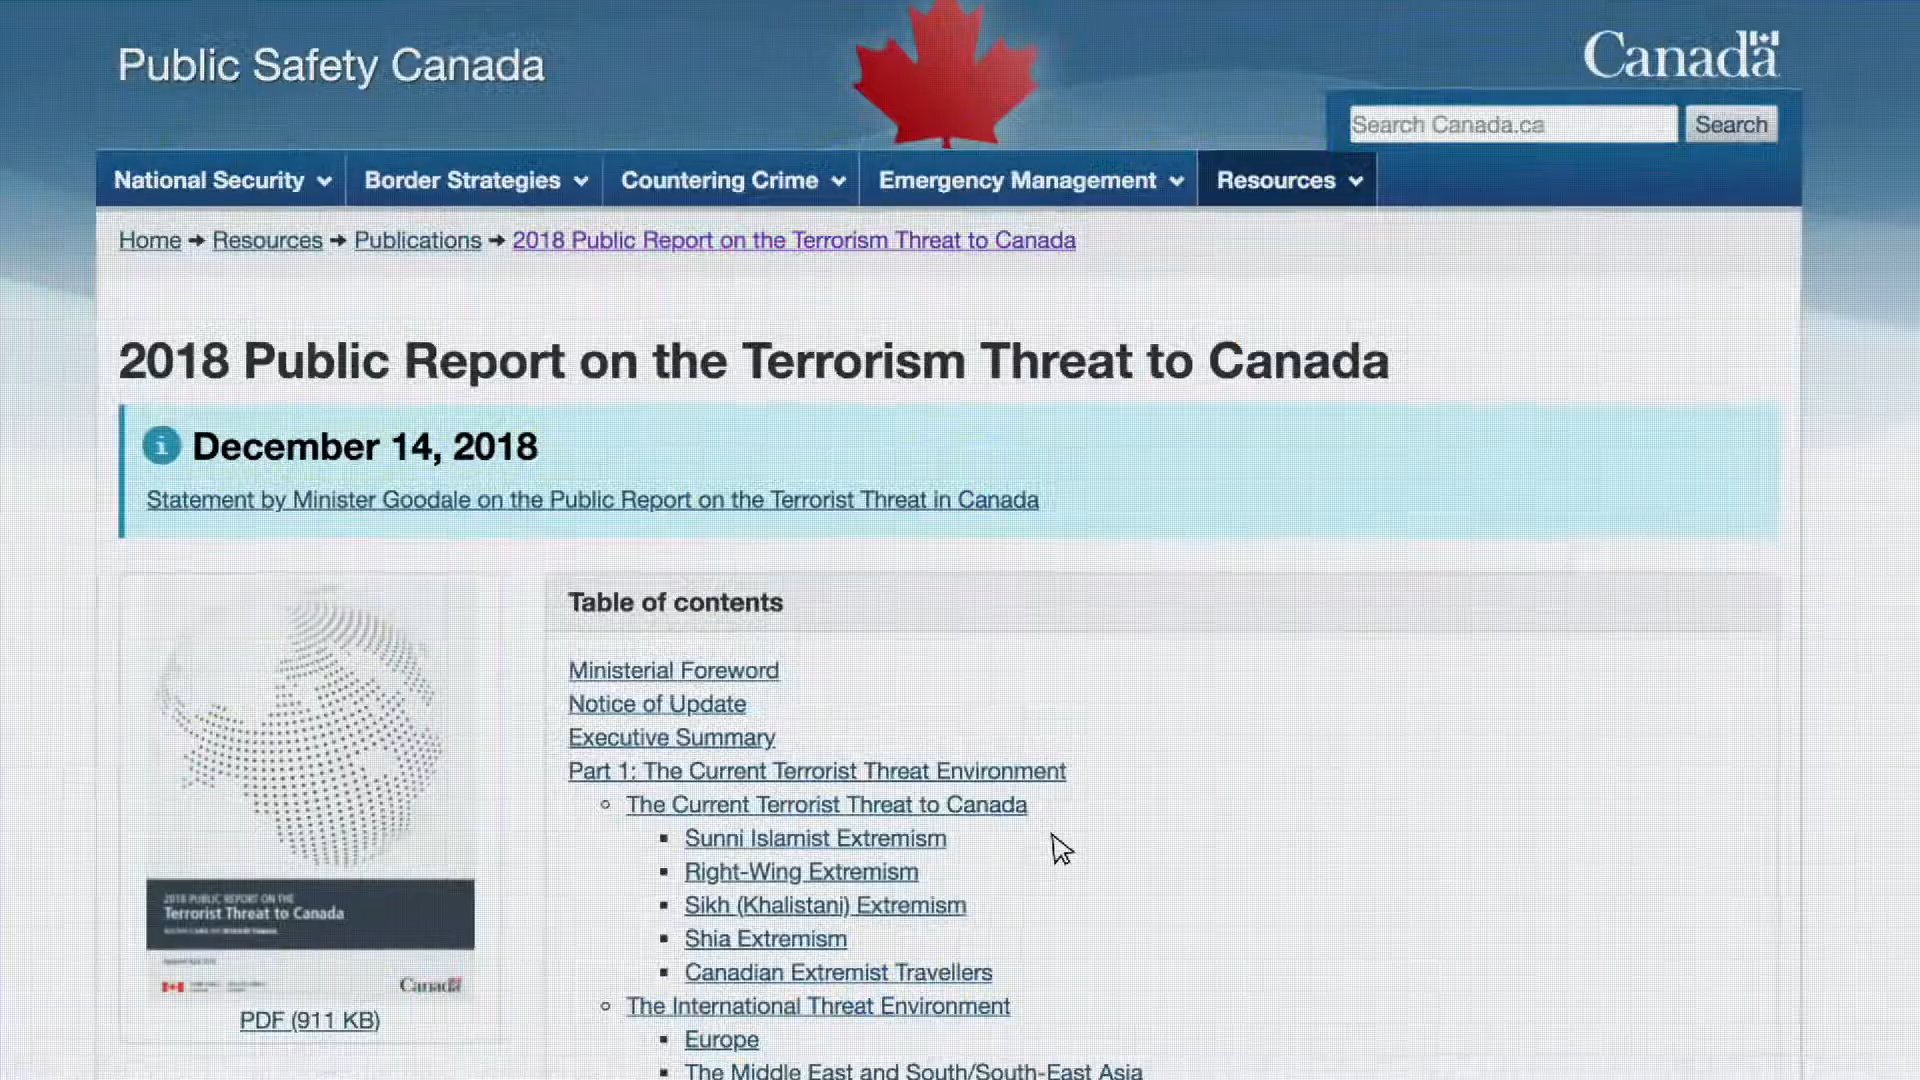 Public Safety Canada
Canada
Search Canada.ca
Search
National Security
Border Strategies
Countering Crime
Emergency Management
Resources
Home → Resources → Publications → 2018 Public Report on the Terrorism Threat to Canada
2018 Public Report on the Terrorism Threat to Canada
December 14, 2018
Statement by Minister Goodale on the Public Report on the Terrorist Threat in Canada
2018 PUBLIC REPORT ON THE
Terrorist Threat to Canada
Canada
PDF (911 KB)
Table of contents
Ministerial Foreword
Notice of Update
Executive Summary
Part 1: The Current Terrorist Threat Environment
The Current Terrorist Threat to Canada
Sunni Islamist Extremism
Right-Wing Extremism
Sikh (Khalistani) Extremism
Shia Extremism
Canadian Extremist Travellers
The International Threat Environment
Europe
The Middle East and South/South-East Asia